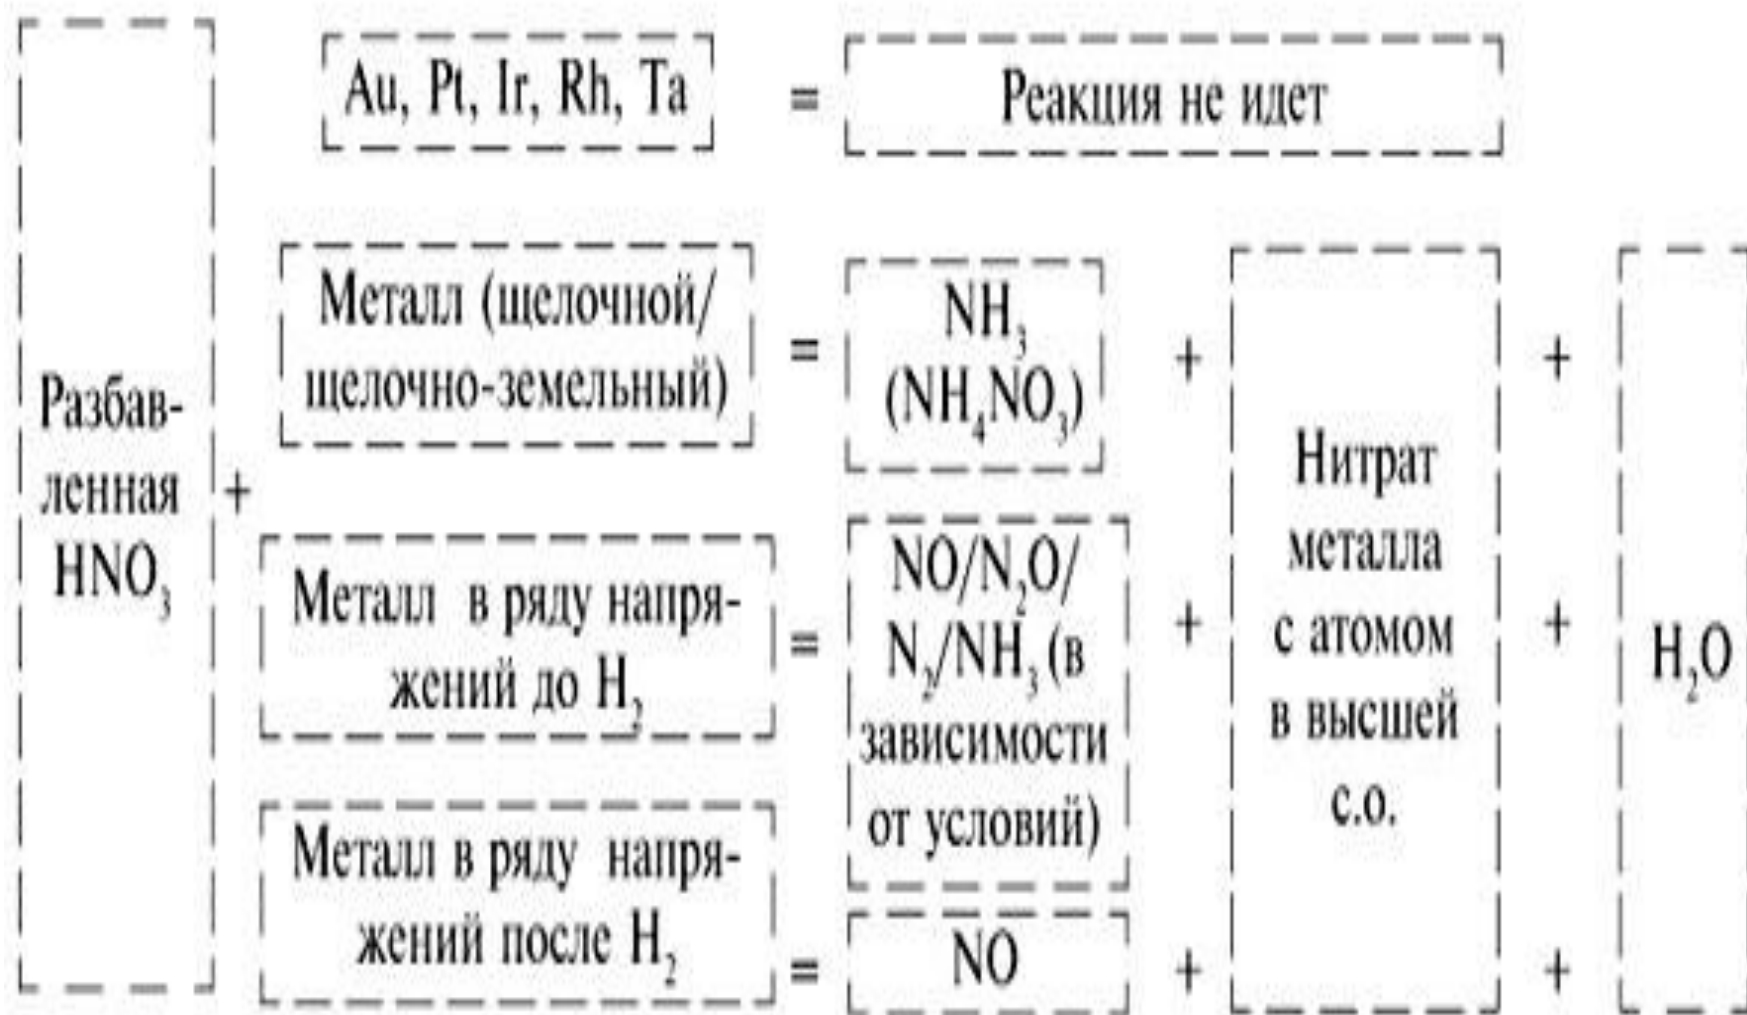 Au, Pt, Ir, Rh, Ta = Реакция не идет
Разбав-
ленная
HNO₃
+
Металл (щелочной/
щелочно-земельный)
=
NH₃
(NH₄NO₃)
+
Металл в ряду напря-
жений до H₂
=
NO/N₂O/
N₂/NH₃ (в
зависимости
от условий)
+
Металл в ряду напря-
жений после H₂
=
NO
+
Нитрат
металла
с атомом
в высшей
с.о.
+
+
+
H₂O